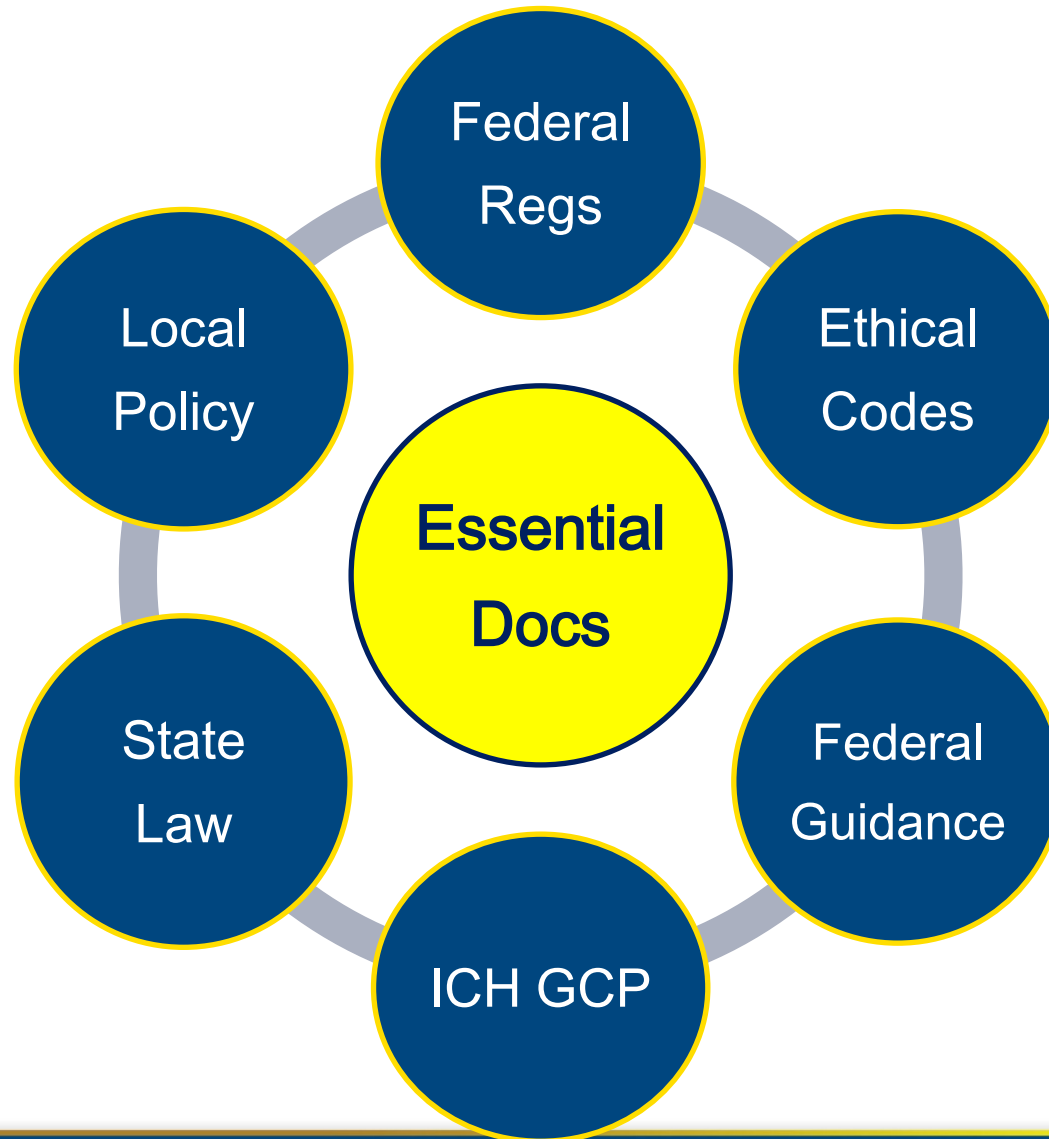 Federal
Regs
Ethical
Codes
Federal
Guidance
ICH GCP
State
Law
Local
Policy
Essential
Docs